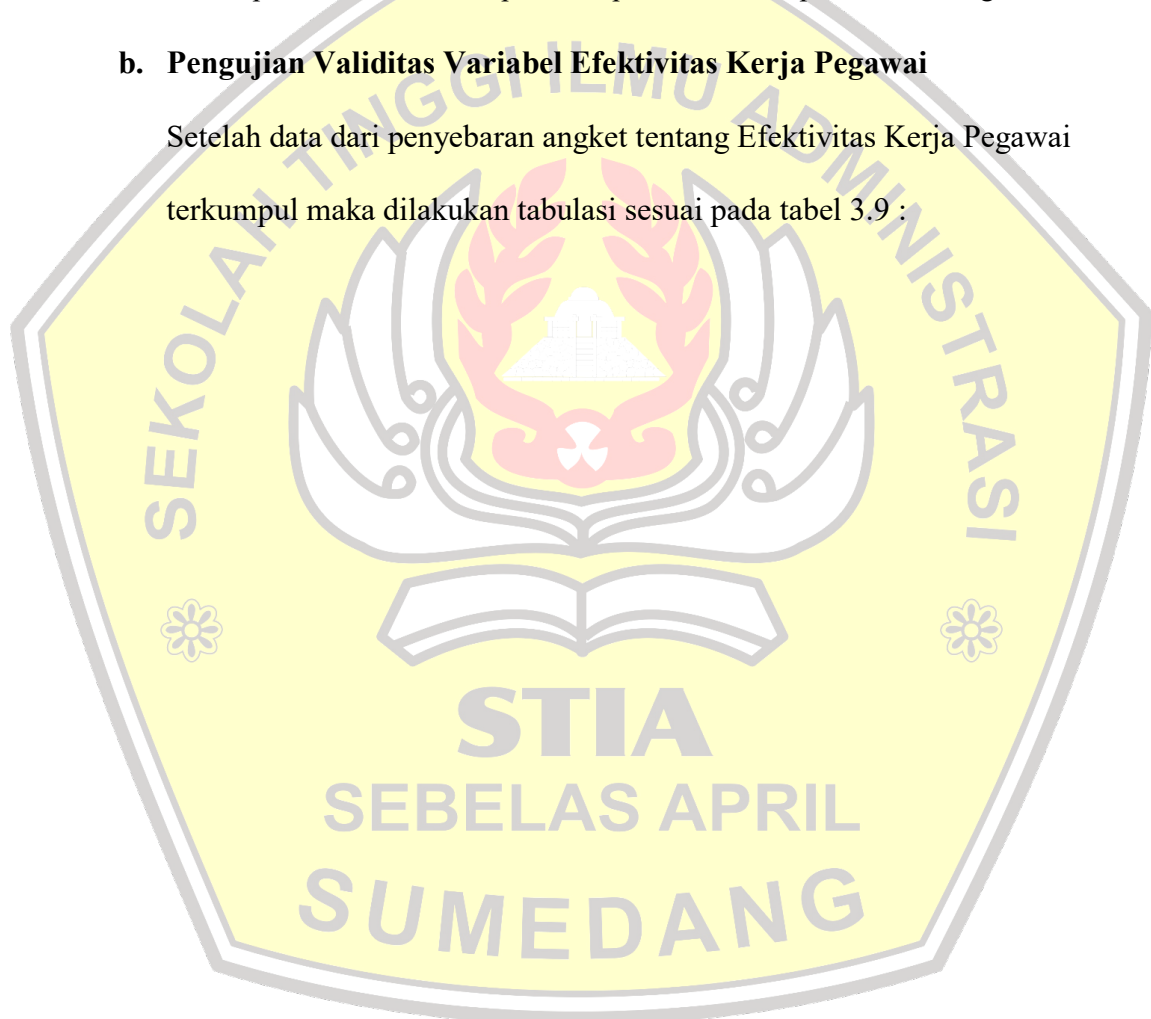 b. Pengujian Validitas Variabel Efektivitas Kerja Pegawai
Setelah data dari penyebaran angket tentang Efektivitas Kerja Pegawai
terkumpul maka dilakukan tabulasi sesuai pada tabel 3.9 :
SEKOLAH TINGGI ILMU ADMINISTRASI
STIA
SEBELAS APRIL
SUMEDANG